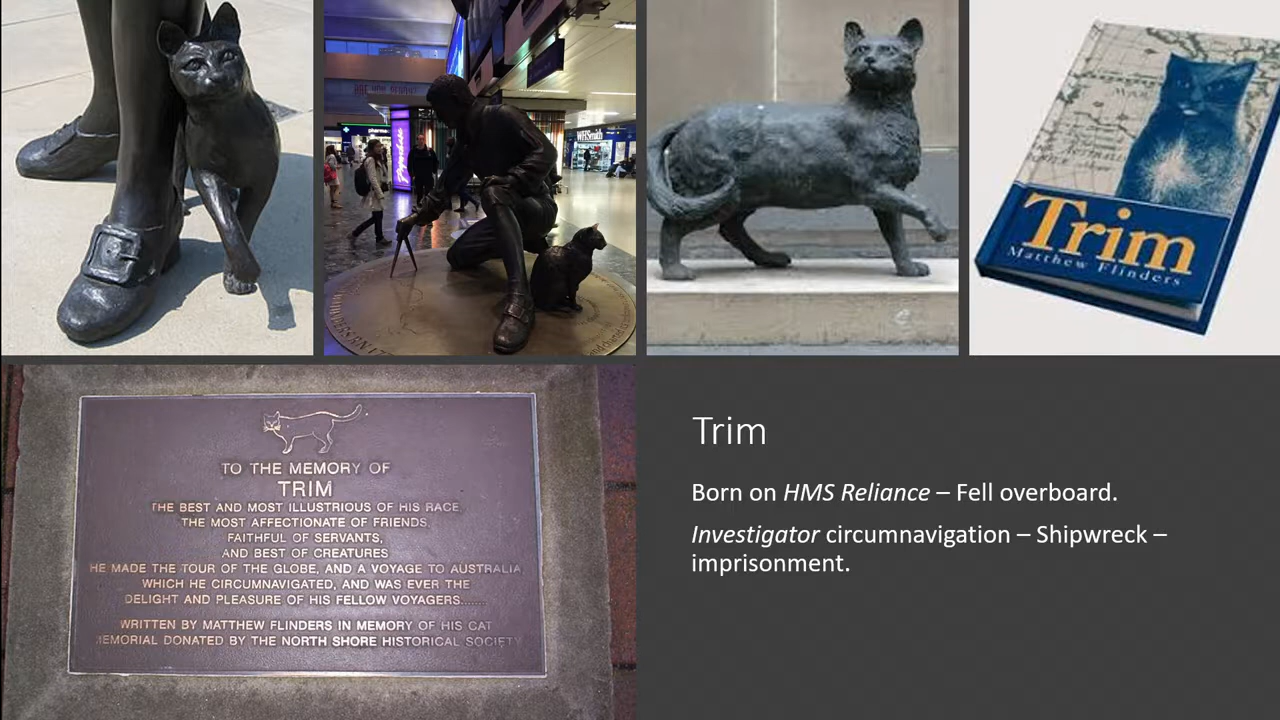 pharmacy
WHSmith
Trim
Matthew Flinders
TO THE MEMORY OF
TRIM
THE BEST AND MOST ILLUSTRIOUS OF HIS RACE
THE MOST AFFECTIONATE OF FRIENDS,
FAITHFUL OF SERVANTS,
AND BEST OF CREATURES
HE MADE THE TOUR OF THE GLOBE, AND A VOYAGE TO AUSTRALIA,
WHICH HE CIRCUMNAVIGATED, AND WAS EVER THE
DELIGHT AND PLEASURE OF HIS FELLOW VOYAGERS.......
WRITTEN BY MATTHEW FLINDERS IN MEMORY OF HIS CAT
MEMORIAL DONATED BY THE NORTH SHORE HISTORICAL SOCIETY
Trim
Born on HMS Reliance – Fell overboard.
Investigator circumnavigation – Shipwreck –
imprisonment.